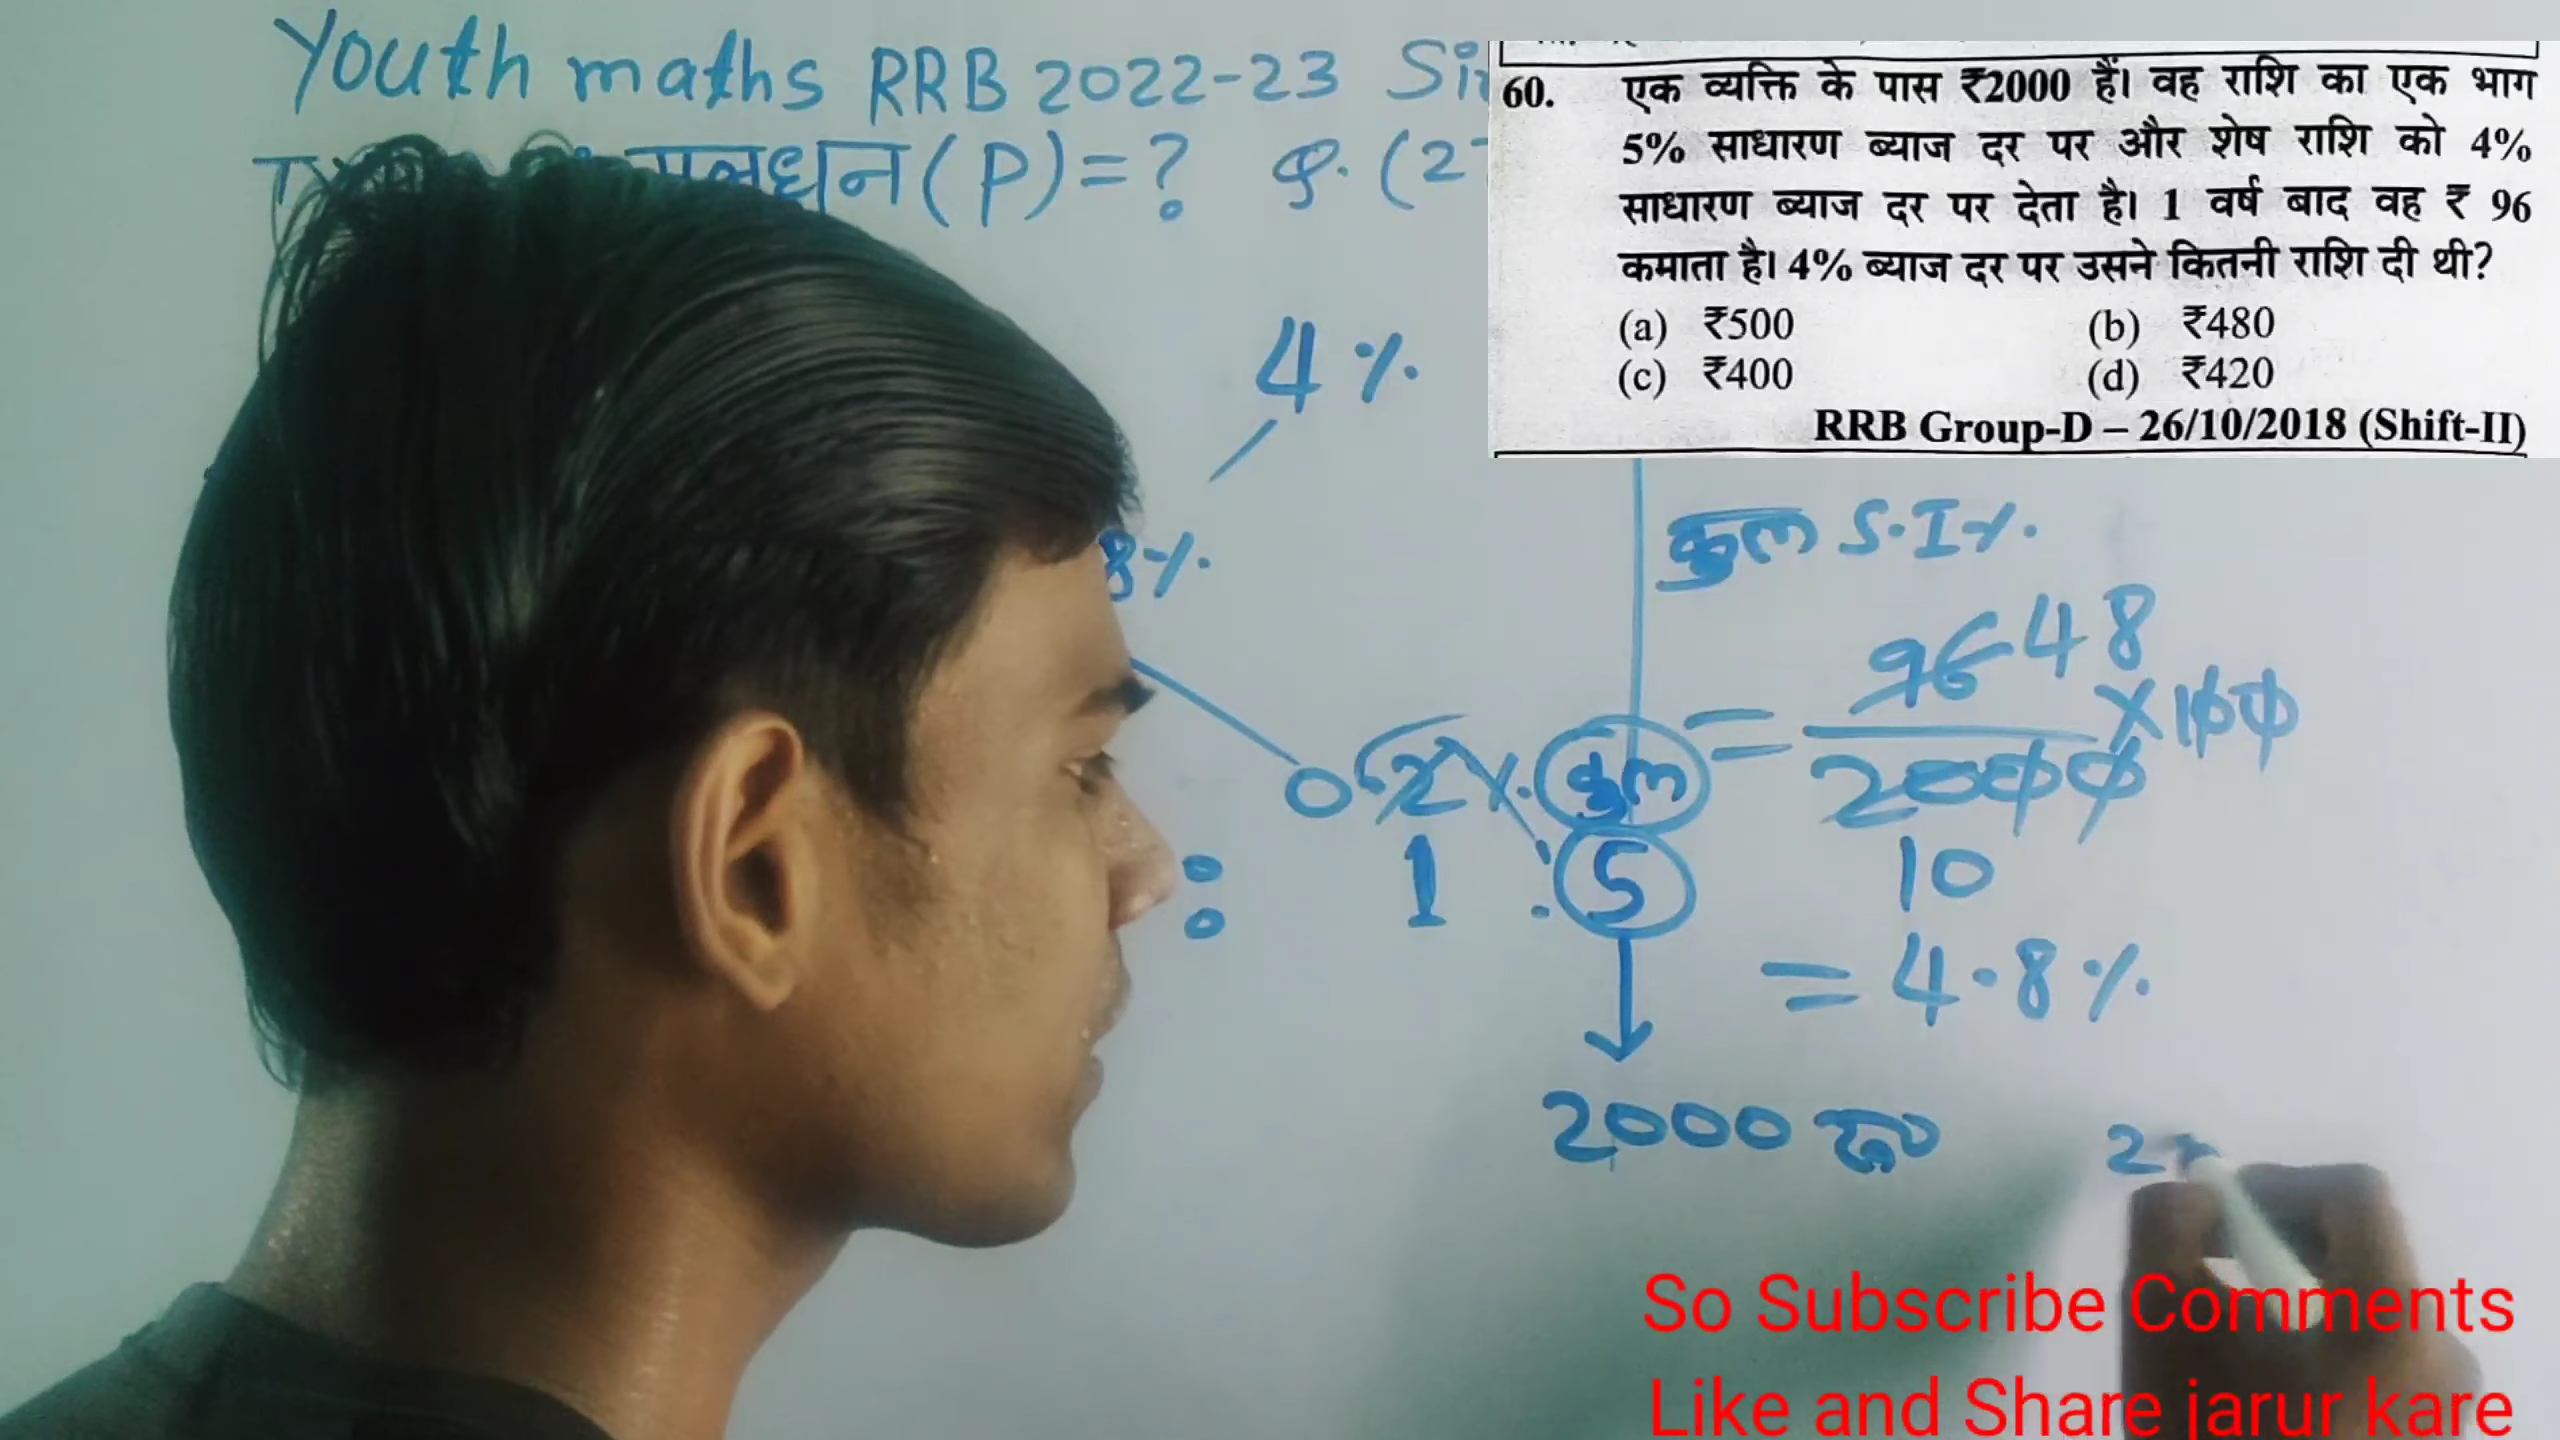 Youth maths RRB 2022-23
(P)=? Q. (2
60. एक व्यक्ति के पास ₹2000 हैं। वह राशि का एक भाग
5% साधारण ब्याज दर पर और शेष राशि को 4%
साधारण ब्याज दर पर देता है। 1 वर्ष बाद वह ₹ 96
कमाता है। 4% ब्याज दर पर उसने कितनी राशि दी थी?
(a) ₹500 (b) ₹480
(c) ₹400 (d) ₹420
RRB Group-D – 26/10/2018 (Shift-II)
4%
8%
कुल S.I%
= 96 48 × 100
2000
10
= 4.8%
0.2% कुल
: 1 : 5
2000 रु
So Subscribe Comments
Like and Share jarur kare